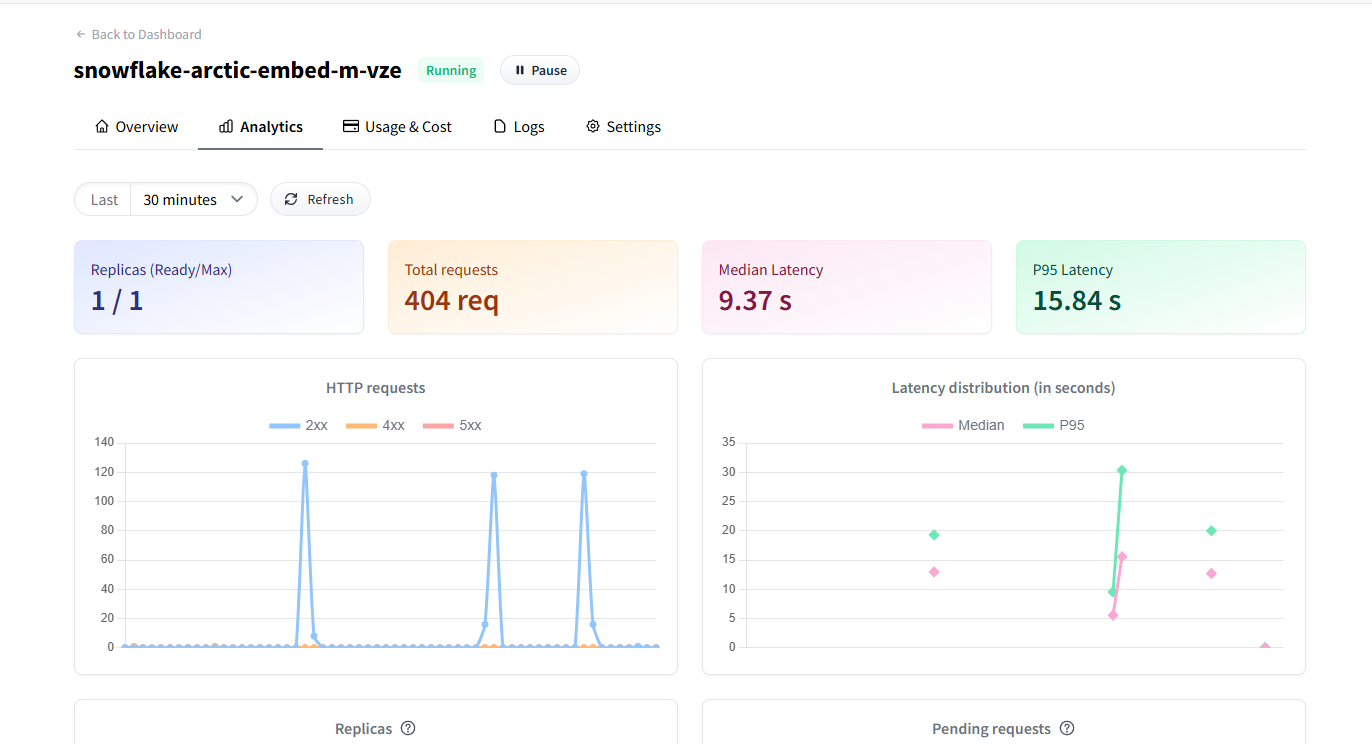 ← Back to Dashboard
snowflake-arctic-embed-m-vze Running Pause
Overview Analytics Usage & Cost Logs Settings
Last 30 minutes Refresh
Replicas (Ready/Max)
1 / 1
Total requests
404 req
Median Latency
9.37 s
P95 Latency
15.84 s
HTTP requests
2xx 4xx 5xx
140
120
100
80
60
40
20
0
Latency distribution (in seconds)
Median P95
35
30
25
20
15
10
5
0
Replicas ?
Pending requests ?